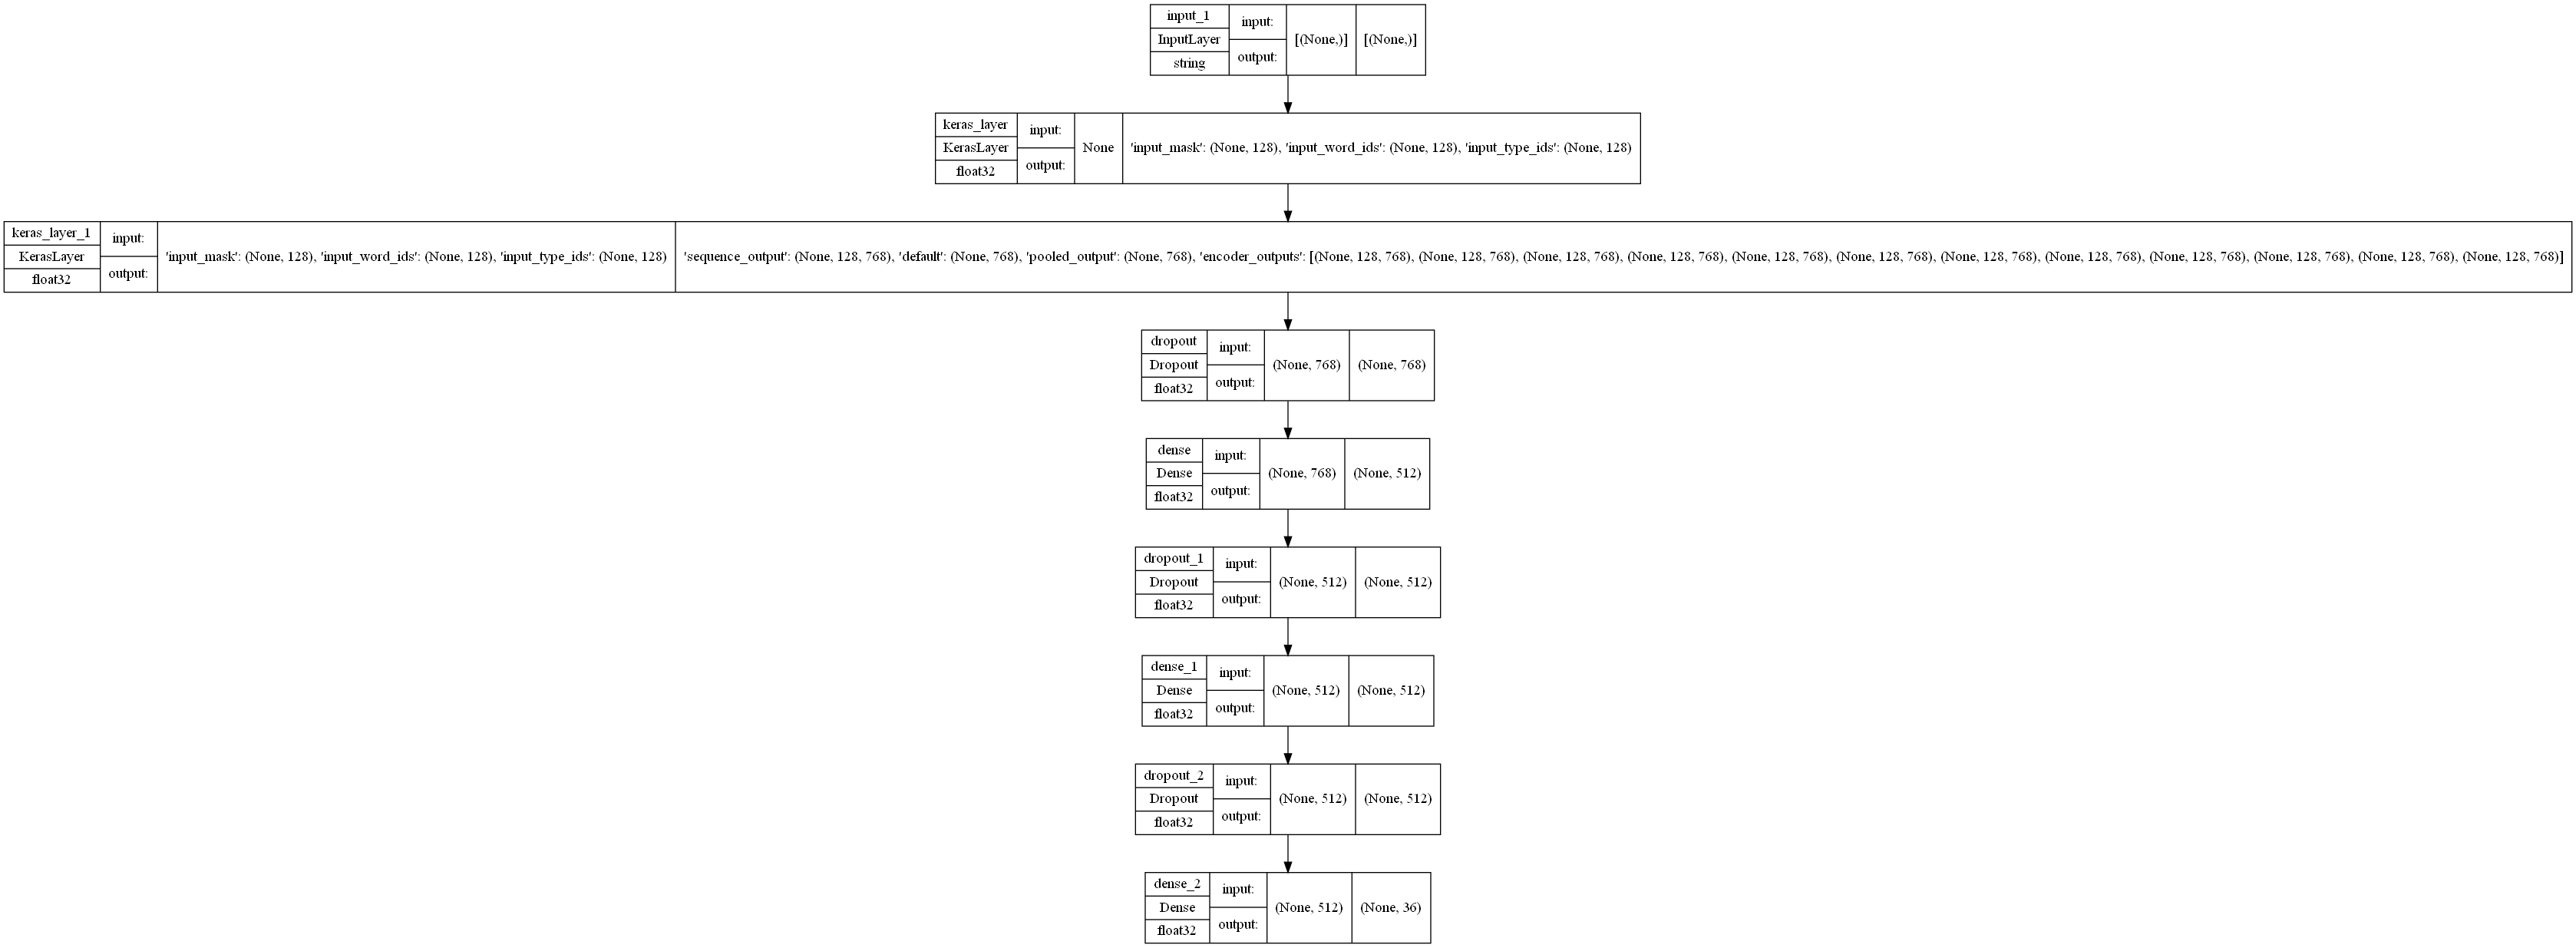 input_1
InputLayer
string
input:
output:
[(None,)]
[(None,)]
keras_layer
KerasLayer
float32
input:
output:
None
'input_mask': (None, 128), 'input_word_ids': (None, 128), 'input_type_ids': (None, 128)
keras_layer_1
KerasLayer
float32
input:
output:
'input_mask': (None, 128), 'input_word_ids': (None, 128), 'input_type_ids': (None, 128)
'sequence_output': (None, 128, 768), 'default': (None, 768), 'pooled_output': (None, 768), 'encoder_outputs': [(None, 128, 768), (None, 128, 768), (None, 128, 768), (None, 128, 768), (None, 128, 768), (None, 128, 768), (None, 128, 768), (None, 128, 768), (None, 128, 768), (None, 128, 768), (None, 128, 768), (None, 128, 768)]
dropout
Dropout
float32
input:
output:
(None, 768)
(None, 768)
dense
Dense
float32
input:
output:
(None, 768)
(None, 512)
dropout_1
Dropout
float32
input:
output:
(None, 512)
(None, 512)
dense_1
Dense
float32
input:
output:
(None, 512)
(None, 512)
dropout_2
Dropout
float32
input:
output:
(None, 512)
(None, 512)
dense_2
Dense
float32
input:
output:
(None, 512)
(None, 36)